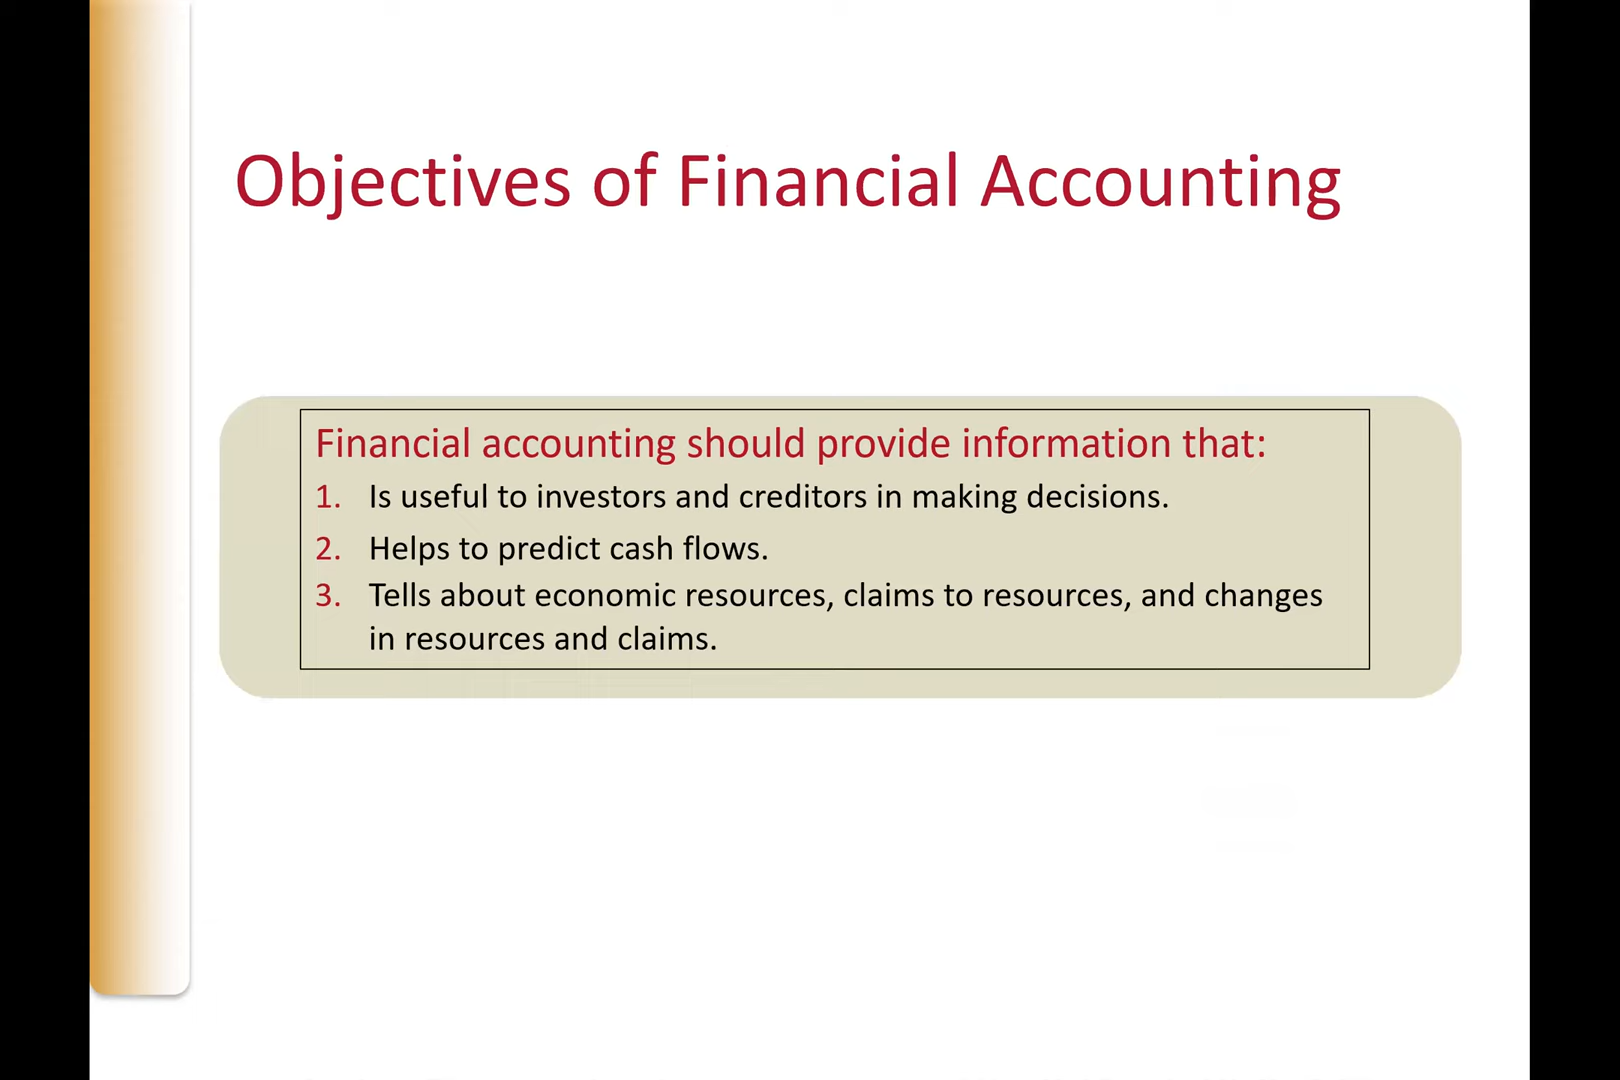 Objectives of Financial Accounting
Financial accounting should provide information that:
1. Is useful to investors and creditors in making decisions.
2. Helps to predict cash flows.
3. Tells about economic resources, claims to resources, and changes
in resources and claims.